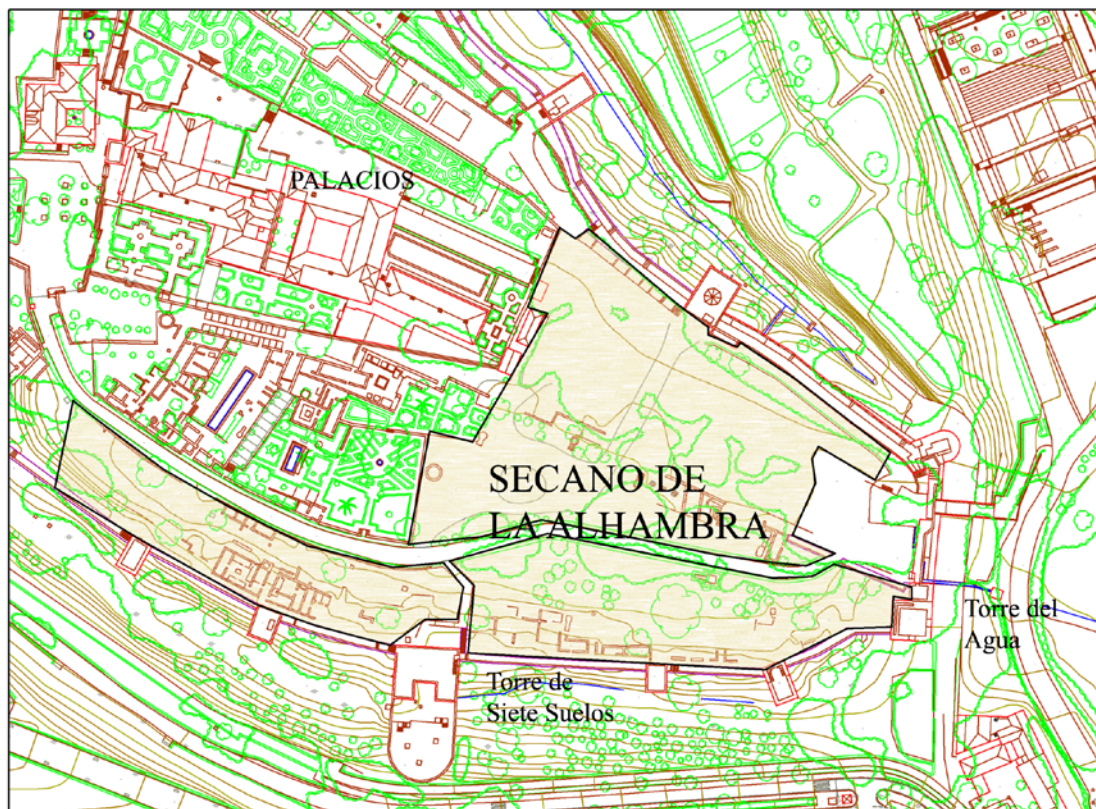 PALACIOS
SECANO DE
LA ALHAMBRA
Torre del
Agua
Torre de
Siete Suelos